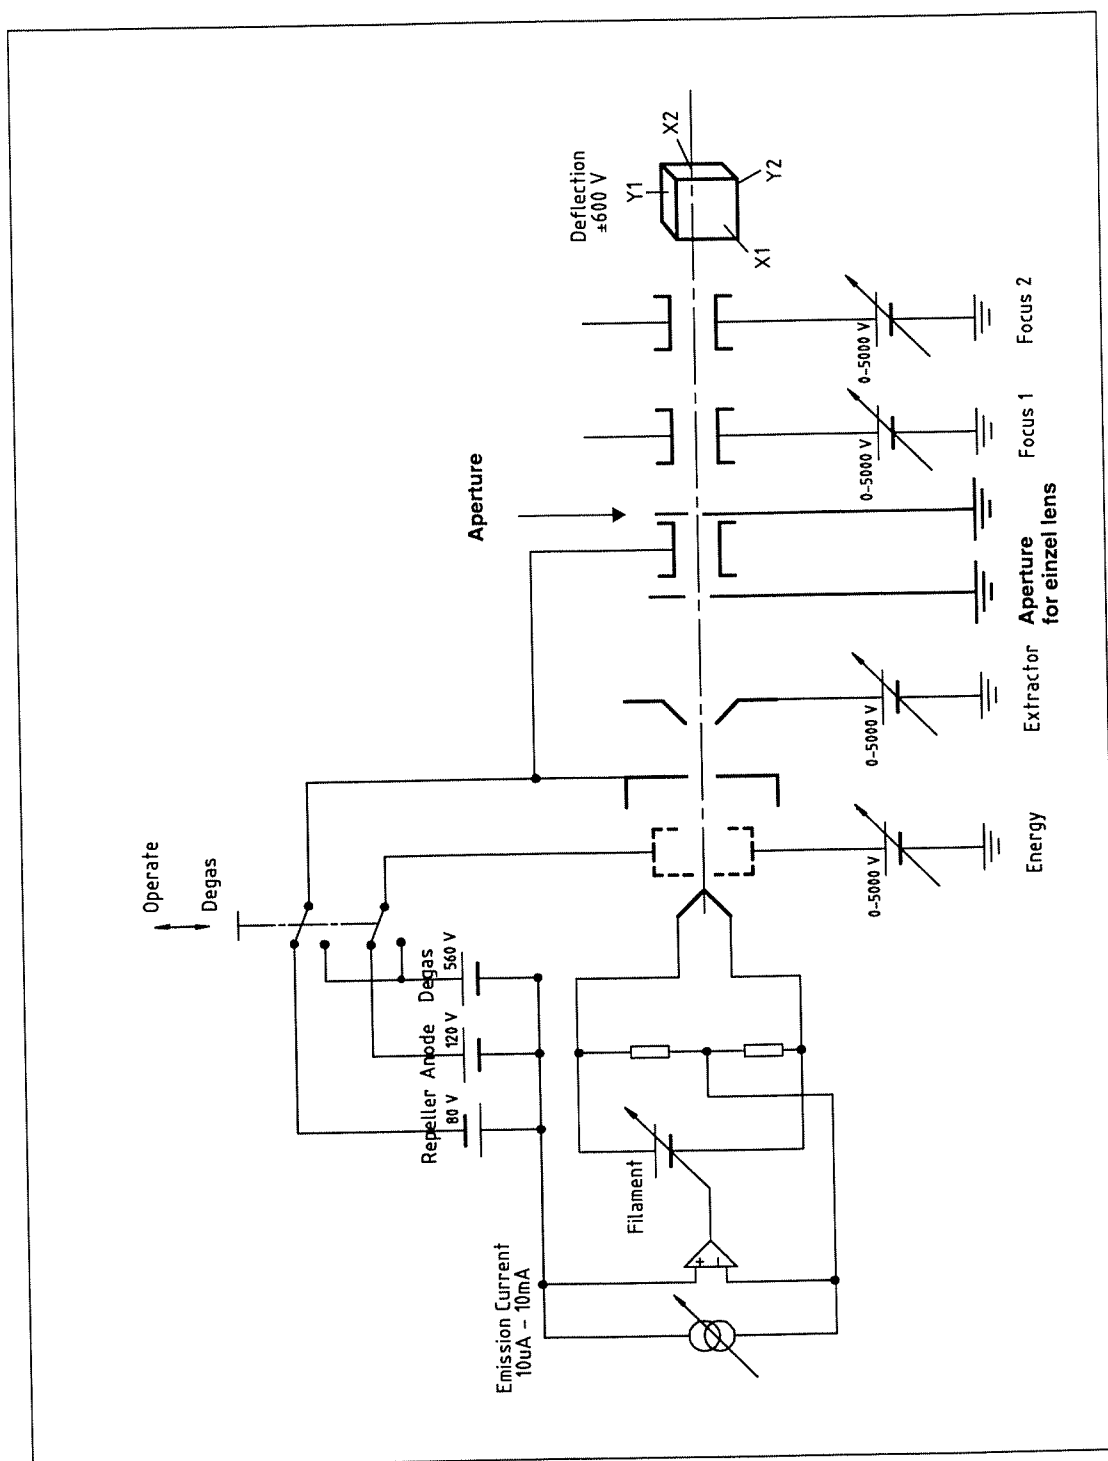 Operate
Degas
Repeller
80 V
Anode
120 V
Degas
560 V
Emission Current
10uA – 10mA
Filament
+
–
Aperture
Deflection
±600 V
Y1
X2
X1
Y2
0–5000 V
Energy
0–5000 V
Extractor
Aperture
for einzel lens
0–5000 V
Focus 1
0–5000 V
Focus 2